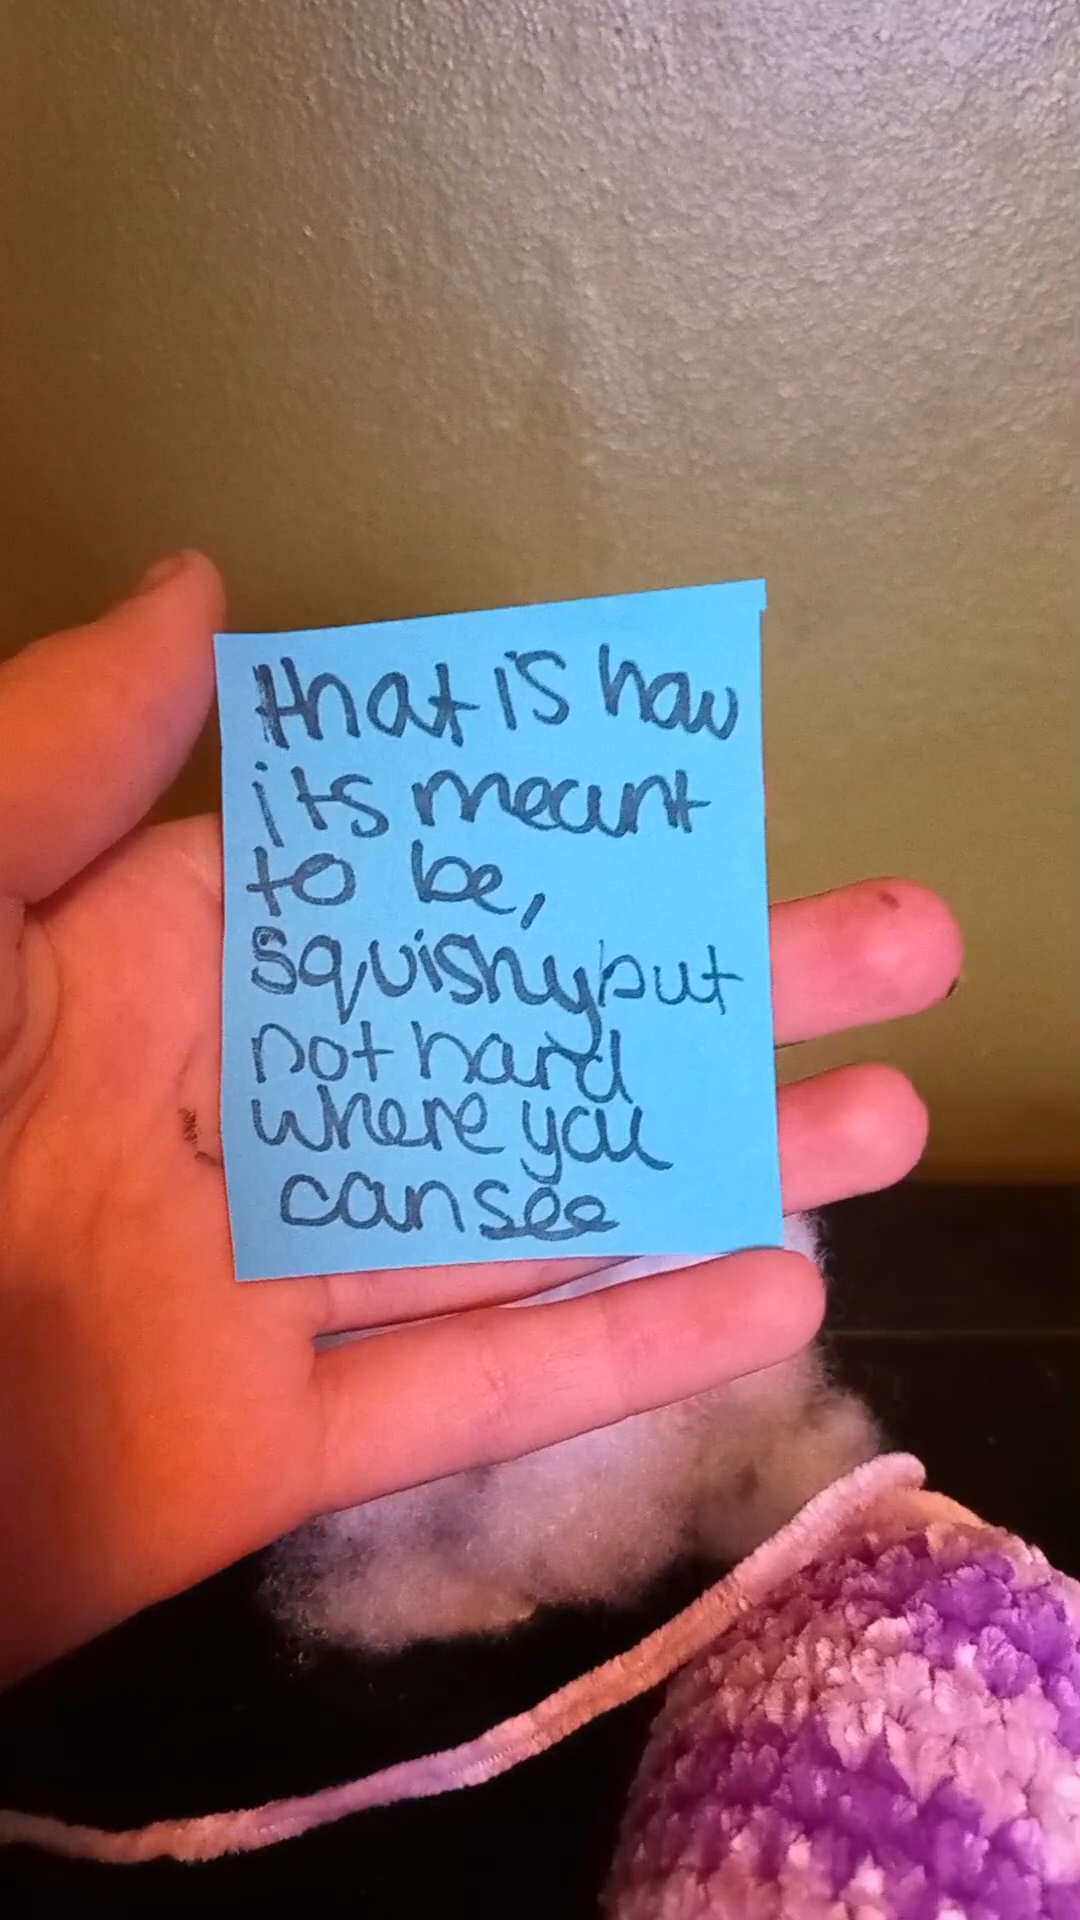 that is how
its meant
to be,
squishy but
not hard
where you
can see